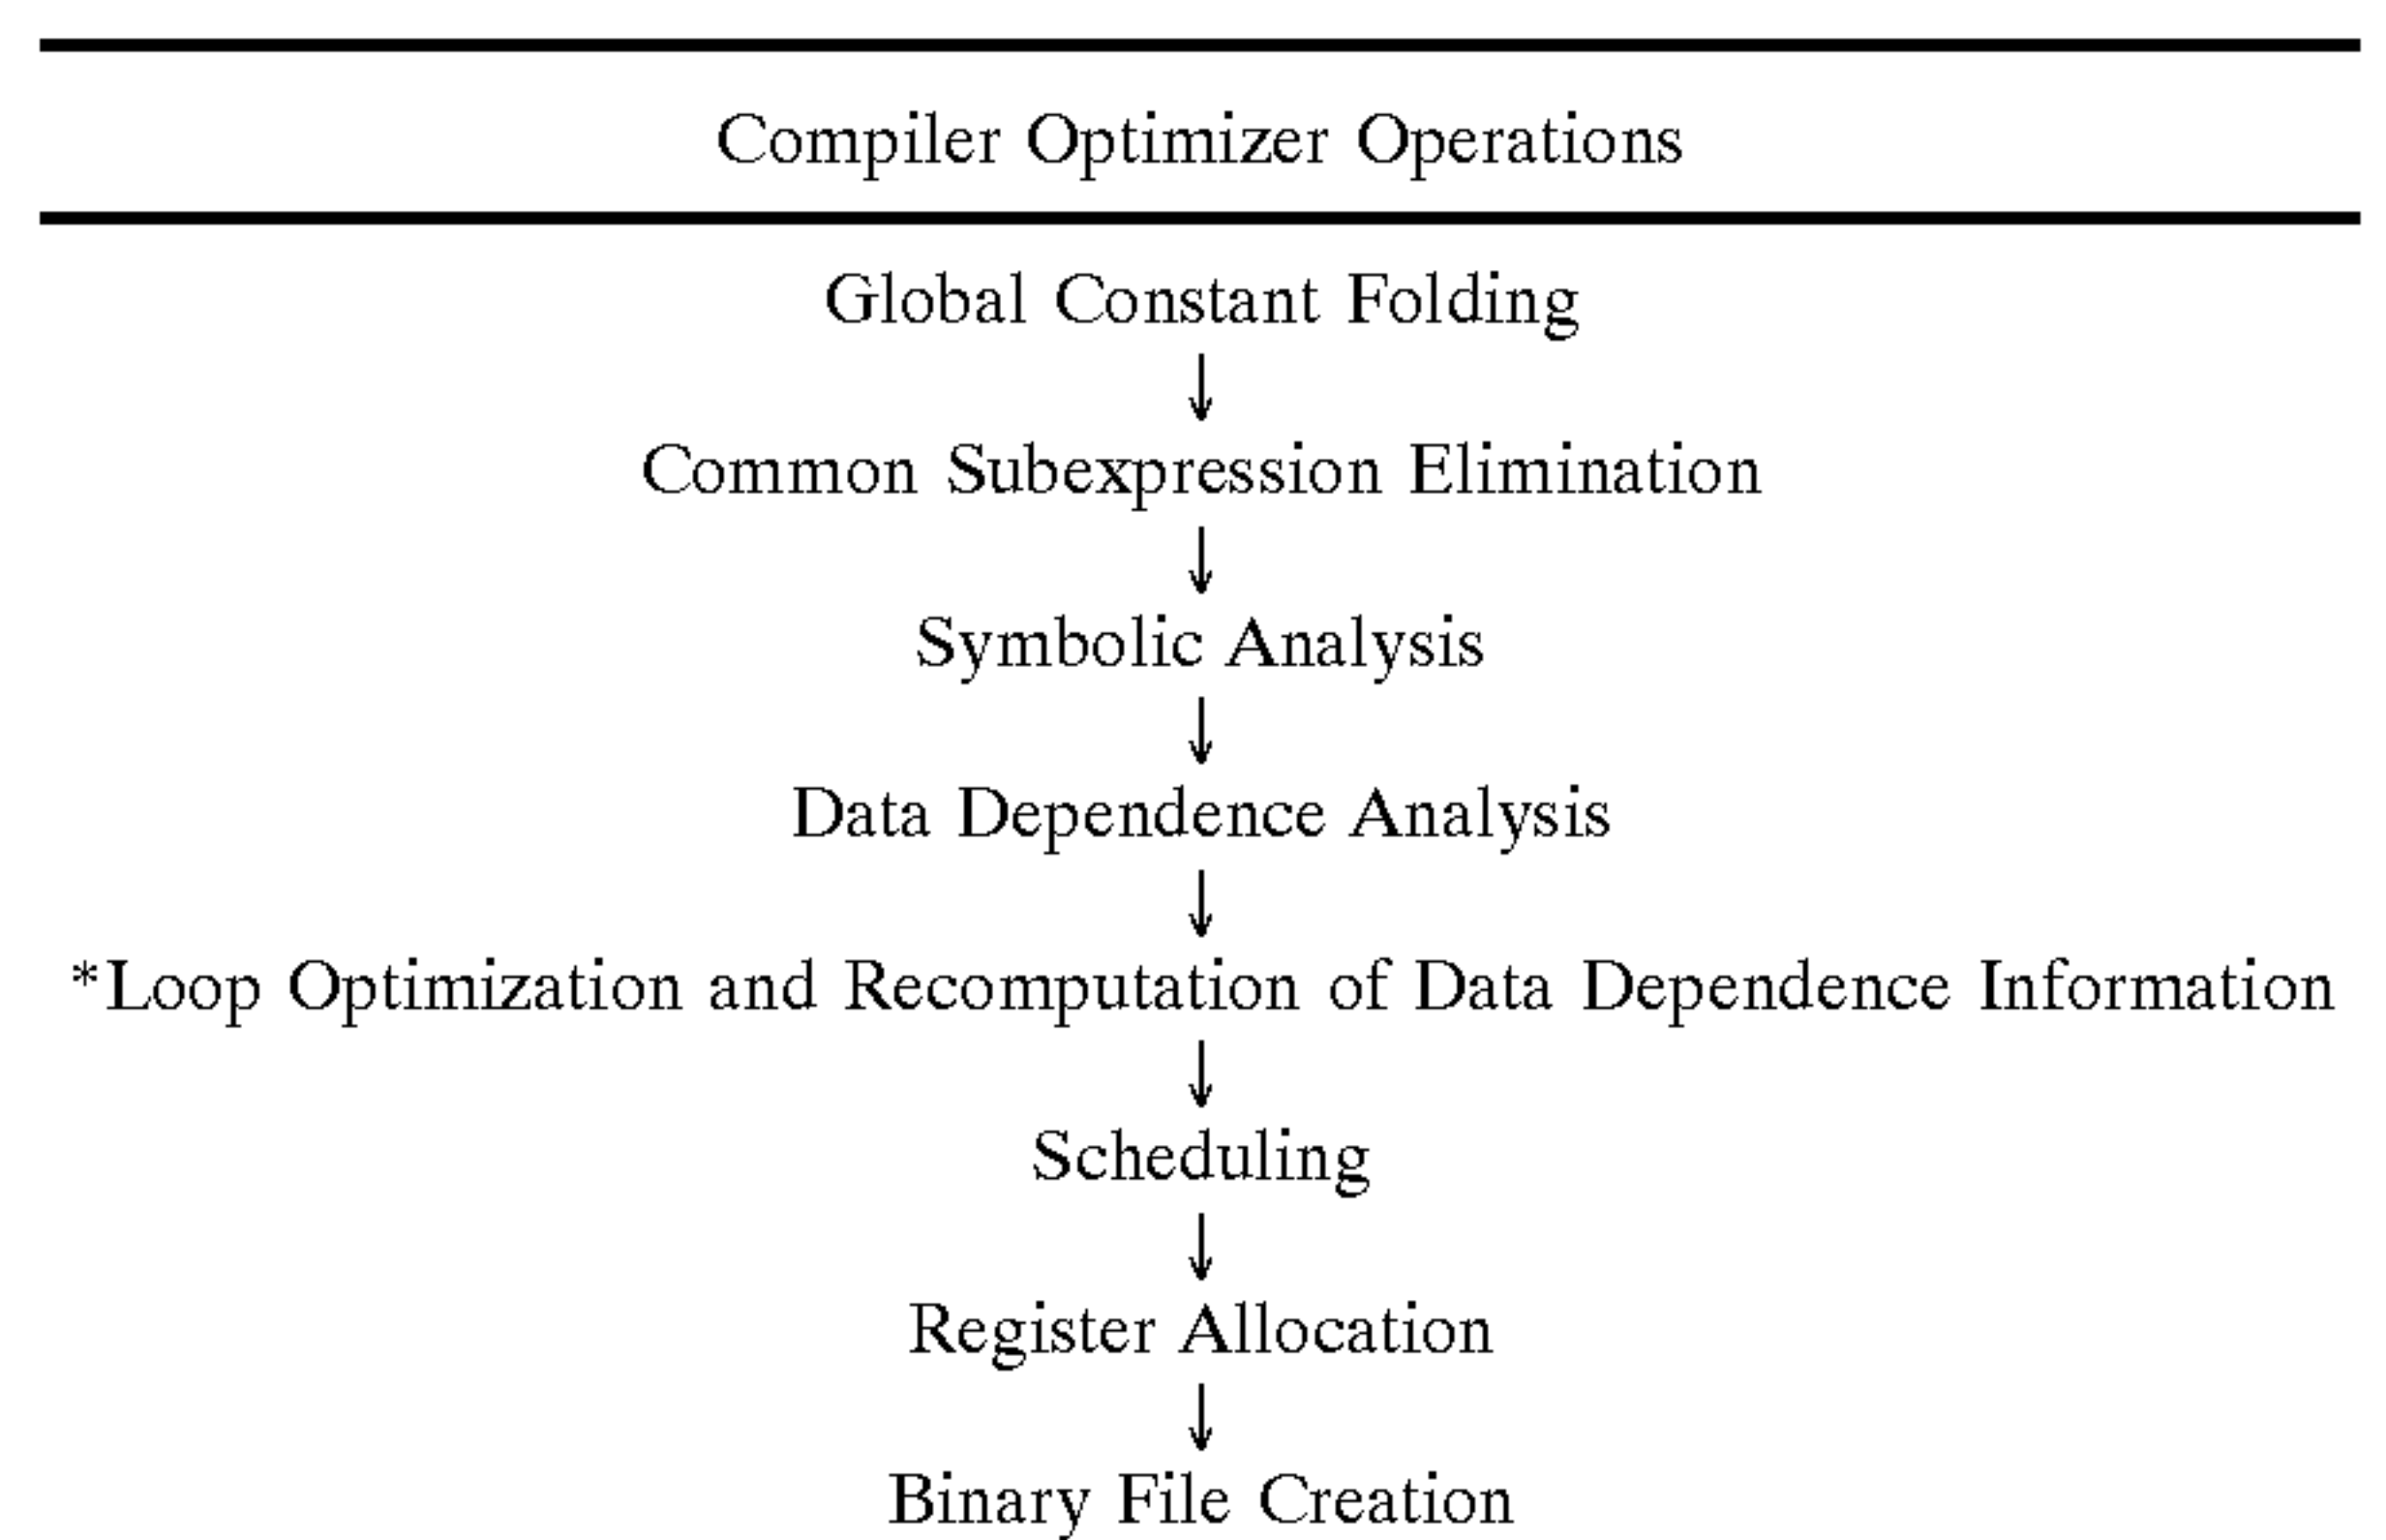 Compiler Optimizer Operations
Global Constant Folding
↓
Common Subexpression Elimination
↓
Symbolic Analysis
↓
Data Dependence Analysis
↓
*Loop Optimization and Recomputation of Data Dependence Information
↓
Scheduling
↓
Register Allocation
↓
Binary File Creation